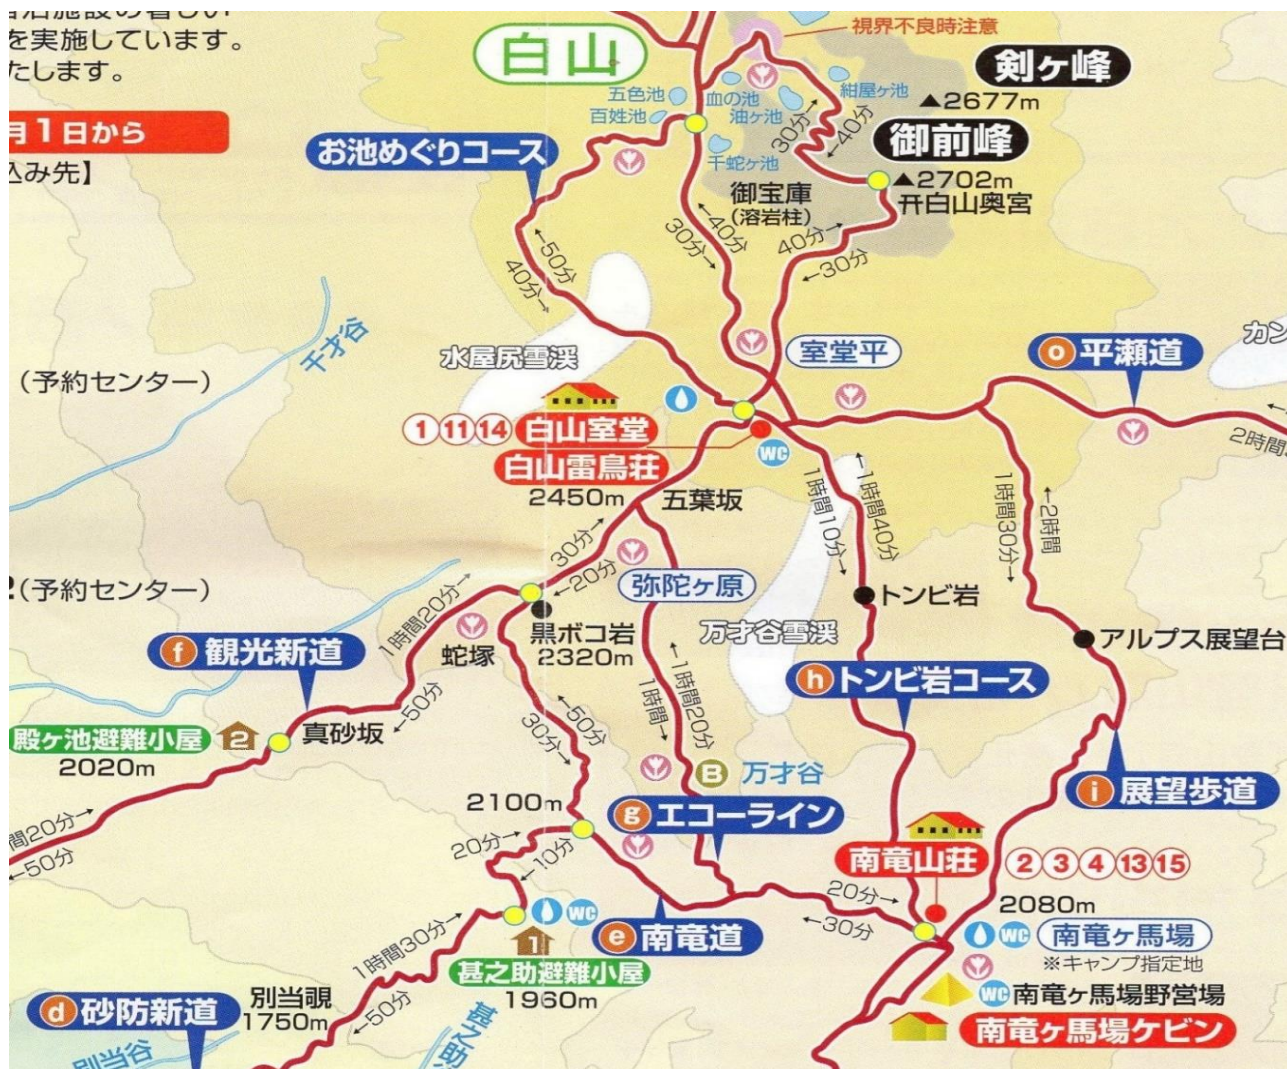 を実施しています。
たします。
月1日から
込み先】
（予約センター）
（予約センター）
白山
視界不良時注意
剣ヶ峰
▲2677m
御前峰
▲2702m
白山奥宮
五色池
百姓池
血の池
油ヶ池
紺屋ヶ池
千蛇ヶ池
お池めぐりコース
御宝庫
(溶岩柱)
30分→
←40分
←50分
40分→
←40分
30分→
40分→
←30分
千才谷
水屋尻雪渓
室堂平
カン
o 平瀬道
2時間
1 11 14 白山室堂
白山雷鳥荘
2450m
WC
五葉坂
1時間10分→
←1時間40分
1時間30分→
←2時間
30分→
←20分
弥陀ヶ原
トンビ岩
万才谷雪渓
アルプス展望台
黒ボコ岩
2320m
1時間20分→
←50分
蛇塚
f 観光新道
h トンビ岩コース
真砂坂
殿ヶ池避難小屋 2
2020m
時間20分→
←50分
←50分
30分→
←1時間20分
1時間→
B 万才谷
i 展望歩道
2100m
g エコーライン
20分→
←10分
南竜山荘
2 3 4 13 15
2080m
20分→
←30分
WC
e 南竜道
WC 南竜ヶ馬場
※キャンプ指定地
1
甚之助避難小屋
1960m
WC 南竜ヶ馬場野営場
南竜ヶ馬場ケビン
1時間30分→
←50分
別当覗
1750m
d 砂防新道
別当谷
甚之助